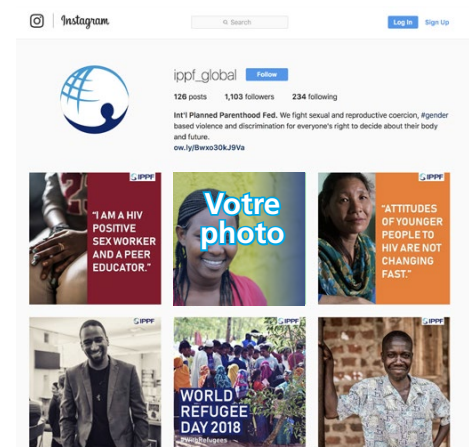 Instagram
Search
Log In
Sign Up
ippf_global
Follow
126 posts
1,103 followers
234 following
Int'l Planned Parenthood Fed. We fight sexual and reproductive coercion, #gender
based violence and discrimination for everyone's right to decide about their body
and future.
ow.ly/Bwxo30kJ9Va
IPPF
"I AM A HIV
POSITIVE
SEX WORKER
AND A PEER
EDUCATOR."
Votre
photo
IPPF
"ATTITUDES
OF YOUNGER
PEOPLE TO
HIV ARE NOT
CHANGING
FAST."
IPPF
IPPF
WORLD
REFUGEE
DAY 2018
#WithRefugees
IPPF